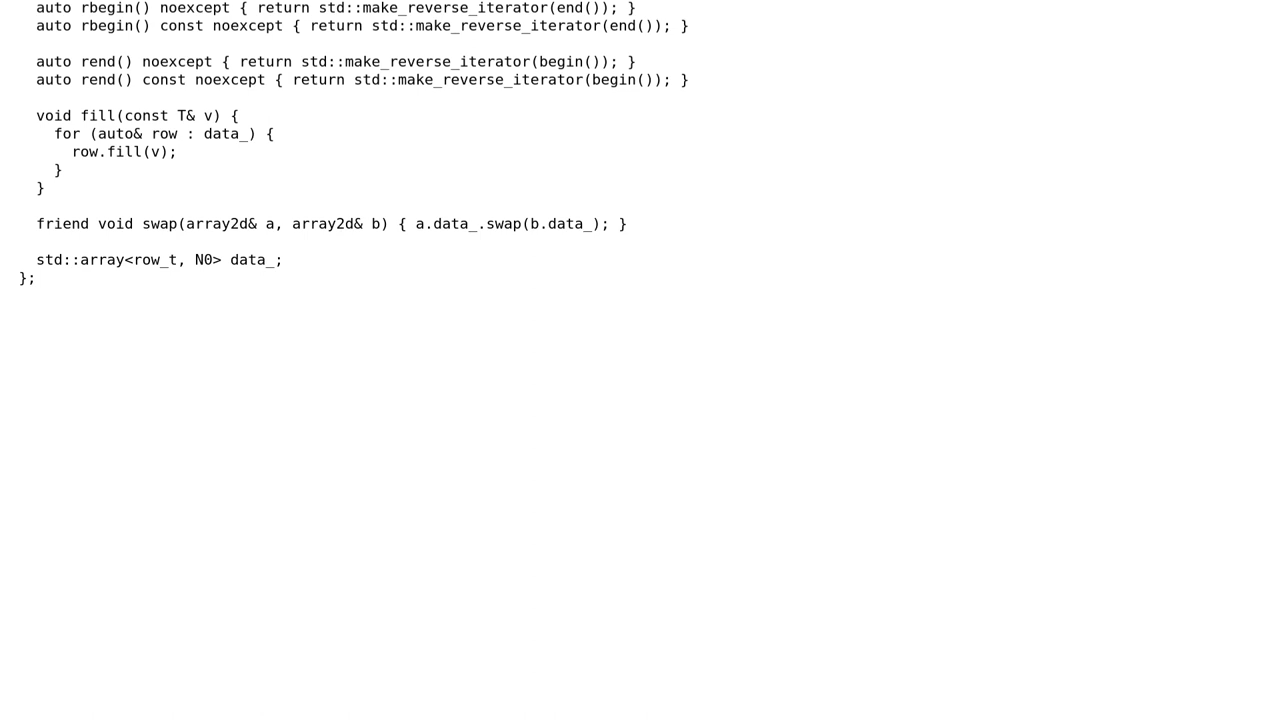 auto rbegin() noexcept { return std::make_reverse_iterator(end()); }
auto rbegin() const noexcept { return std::make_reverse_iterator(end()); }
auto rend() noexcept { return std::make_reverse_iterator(begin()); }
auto rend() const noexcept { return std::make_reverse_iterator(begin()); }
void fill(const T& v) {
for (auto& row : data_) {
row.fill(v);
}
}
friend void swap(array2d& a, array2d& b) { a.data_.swap(b.data_); }
std::array<row_t, N0> data_;
};